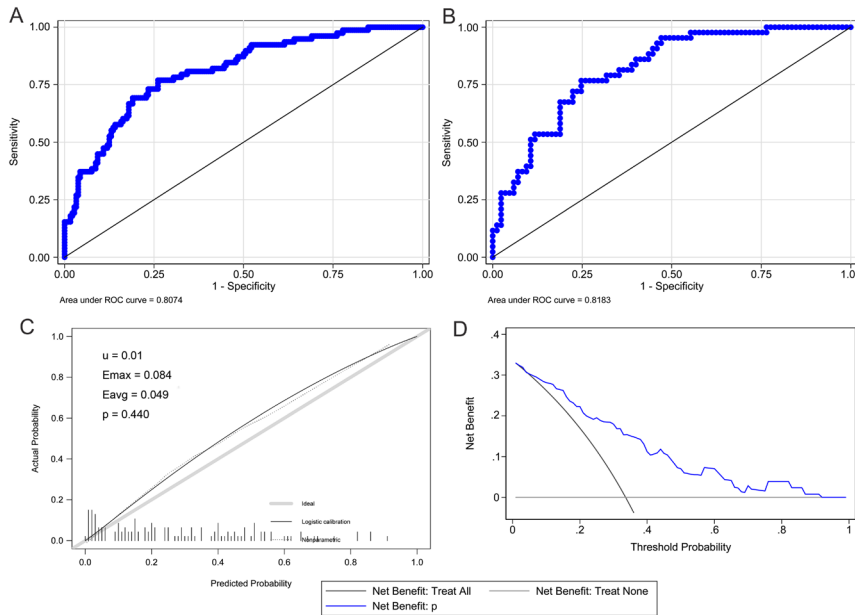 A
1.00
0.75
0.50
0.25
0.00
Sensitivity
0.00 0.25 0.50 0.75 1.00
1 - Specificity
Area under ROC curve = 0.8074
B
1.00
0.75
0.50
0.25
0.00
Sensitivity
0.00 0.25 0.50 0.75 1.00
1 - Specificity
Area under ROC curve = 0.8183
C
u = 0.01
Emax = 0.084
Eavg = 0.049
p = 0.440
1.0
0.8
0.6
0.4
0.2
0.0
Actual Probability
Ideal
Logistic calibration
Nonparametric
0.0 0.2 0.4 0.6 0.8 1.0
Predicted Probability
D
.4
.3
.2
.1
0
Net Benefit
0 .2 .4 .6 .8 1
Threshold Probability
Net Benefit: Treat All Net Benefit: Treat None
Net Benefit: p